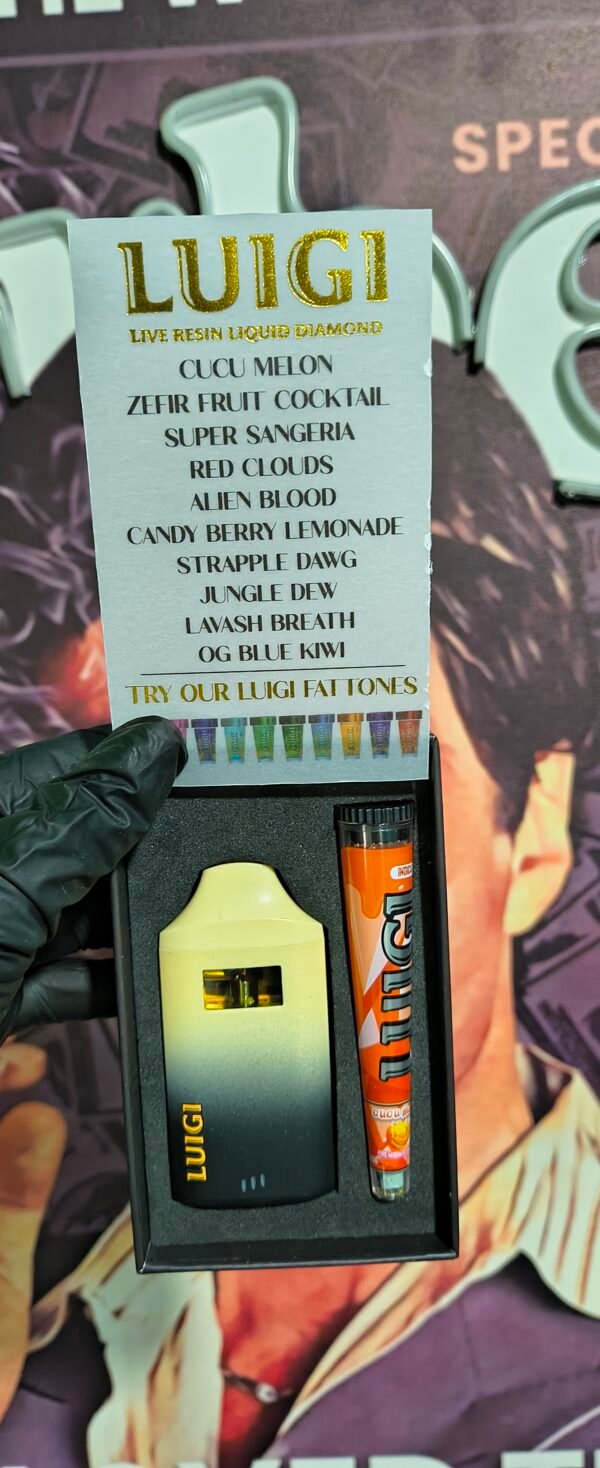 SPEC
LUIGI
LIVE RESIN LIQUID DIAMOND
CUCU MELON
ZEFIR FRUIT COCKTAIL
SUPER SANGERIA
RED CLOUDS
ALIEN BLOOD
CANDY BERRY LEMONADE
STRAPPLE DAWG
JUNGLE DEW
LAVASH BREATH
OG BLUE KIWI
TRY OUR LUIGI FATTONES
LUIGI
LUIGI
CUCU